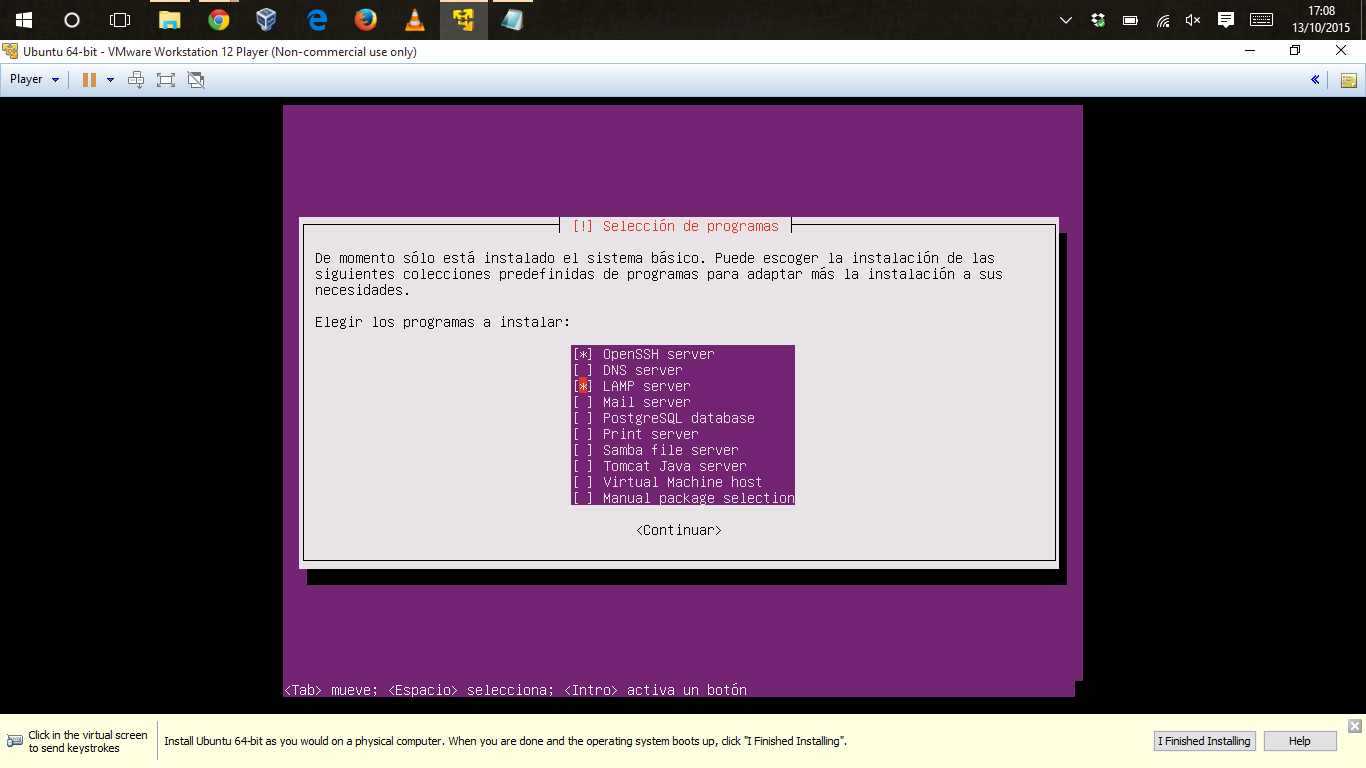 17:08
13/10/2015
Ubuntu 64-bit - VMware Workstation 12 Player (Non-commercial use only)
Player
[!] Selección de programas
De momento sólo está instalado el sistema básico. Puede escoger la instalación de las
siguientes colecciones predefinidas de programas para adaptar más la instalación a sus
necesidades.
Elegir los programas a instalar:
[*] OpenSSH server
[ ] DNS server
[*] LAMP server
[ ] Mail server
[ ] PostgreSQL database
[ ] Print server
[ ] Samba file server
[ ] Tomcat Java server
[ ] Virtual Machine host
[ ] Manual package selection
<Continuar>
<Tab> mueve; <Espacio> selecciona; <Intro> activa un botón
Click in the virtual screen
to send keystrokes
Install Ubuntu 64-bit as you would on a physical computer. When you are done and the operating system boots up, click "I Finished Installing".
I Finished Installing
Help